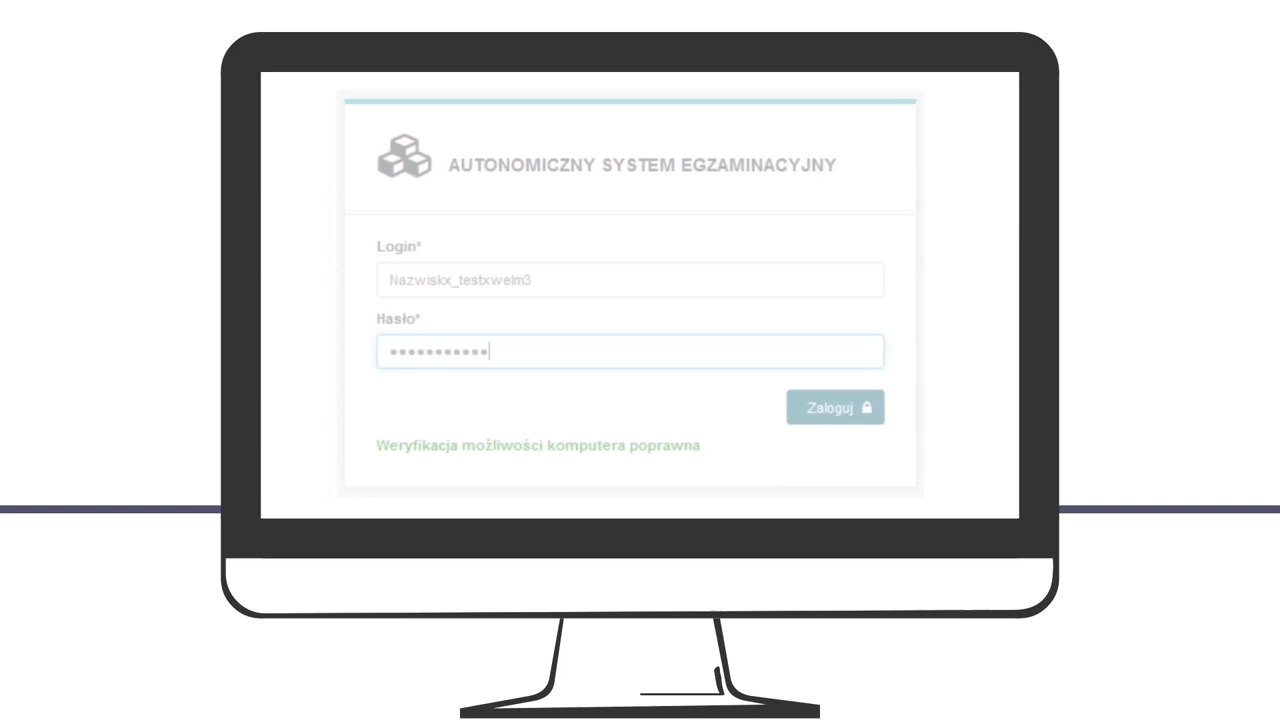 AUTONOMICZNY SYSTEM EGZAMINACYJNY
Login*
Nazwiskx_testxwelm3
Hasło*
•••••••••••
Zaloguj
Weryfikacja możliwości komputera poprawna